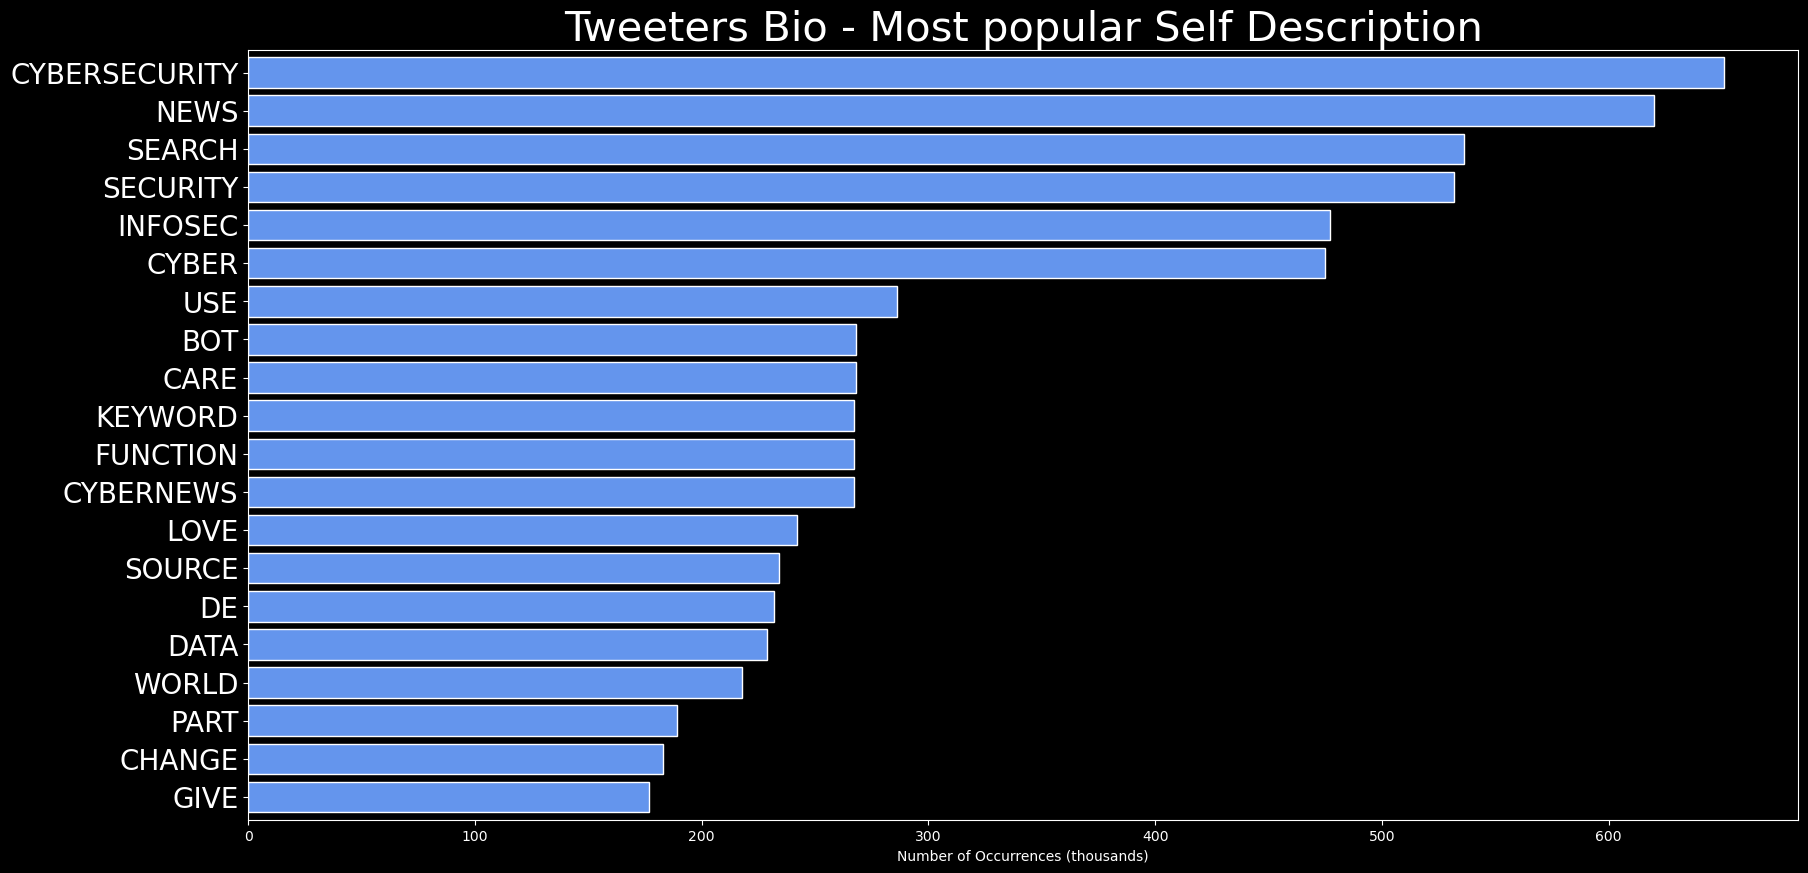 Tweeters Bio - Most popular Self Description
CYBERSECURITY
NEWS
SEARCH
SECURITY
INFOSEC
CYBER
USE
BOT
CARE
KEYWORD
FUNCTION
CYBERNEWS
LOVE
SOURCE
DE
DATA
WORLD
PART
CHANGE
GIVE
0 100 200 300 400 500 600
Number of Occurrences (thousands)